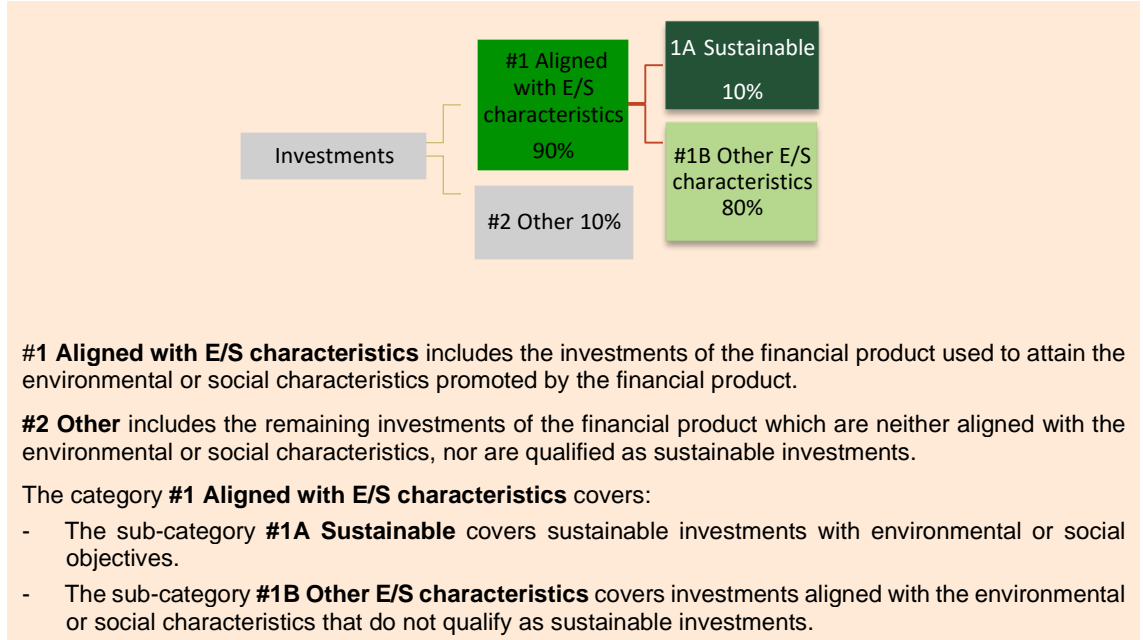 #1 Aligned
with E/S
characteristics
90%
1A Sustainable
10%
Investments
#1B Other E/S
characteristics
80%
#2 Other 10%
#1 Aligned with E/S characteristics includes the investments of the financial product used to attain the
environmental or social characteristics promoted by the financial product.
#2 Other includes the remaining investments of the financial product which are neither aligned with the
environmental or social characteristics, nor are qualified as sustainable investments.
The category #1 Aligned with E/S characteristics covers:
- The sub-category #1A Sustainable covers sustainable investments with environmental or social
objectives.
- The sub-category #1B Other E/S characteristics covers investments aligned with the environmental
or social characteristics that do not qualify as sustainable investments.